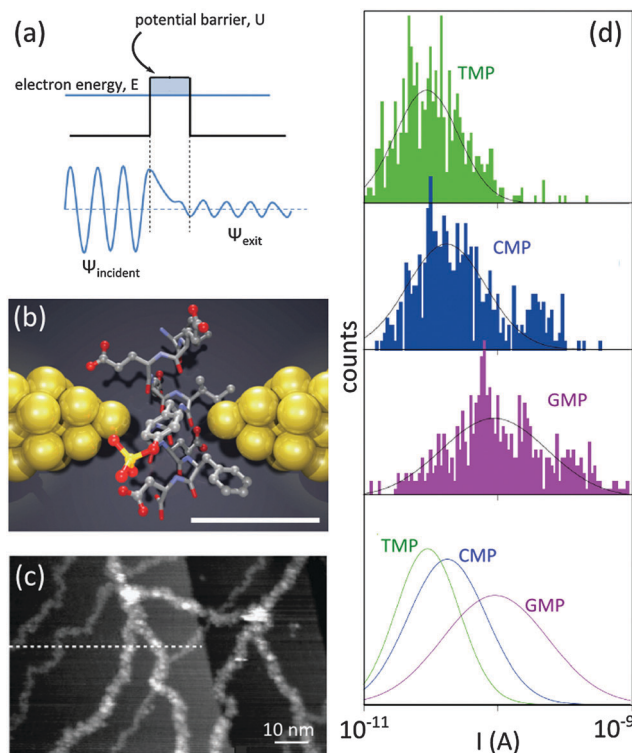 (a)
potential barrier, U
electron energy, E
Ψincident
Ψexit
(b)
(c)
10 nm
(d)
TMP
CMP
GMP
counts
TMP
CMP
GMP
10⁻¹¹
I (A)
10⁻⁹